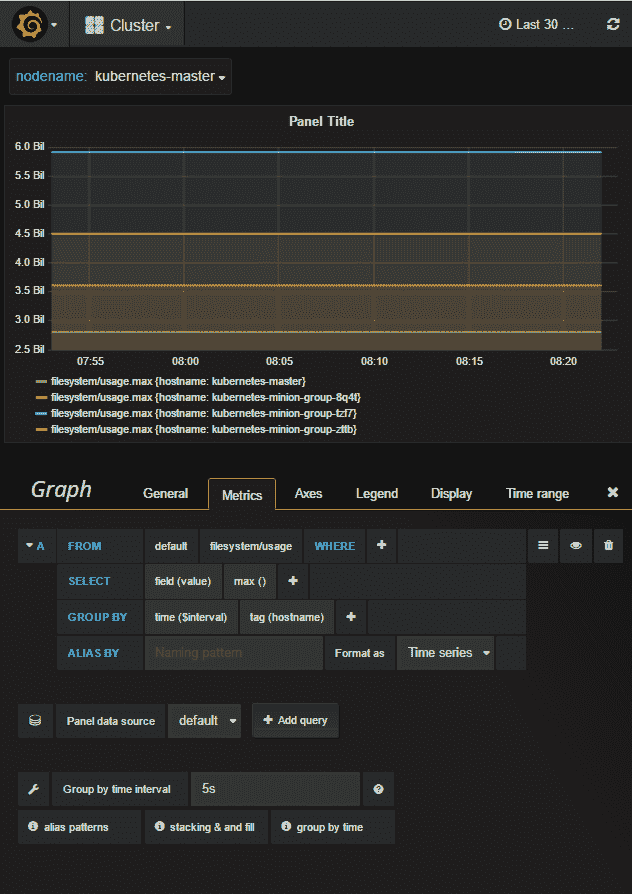 Cluster
Last 30 ...
nodename: kubernetes-master
Panel Title
6.0 Bil
5.5 Bil
5.0 Bil
4.5 Bil
4.0 Bil
3.5 Bil
3.0 Bil
2.5 Bil
07:55 08:00 08:05 08:10 08:15 08:20
filesystem/usage.max {hostname: kubernetes-master}
filesystem/usage.max {hostname: kubernetes-minion-group-8q4t}
filesystem/usage.max {hostname: kubernetes-minion-group-tzf7}
filesystem/usage.max {hostname: kubernetes-minion-group-zttb}
Graph General Metrics Axes Legend Display Time range
A FROM default filesystem/usage WHERE
SELECT field (value) max ()
GROUP BY time ($interval) tag (hostname)
ALIAS BY Naming pattern Format as Time series
Panel data source default Add query
Group by time interval 5s
alias patterns stacking & and fill group by time